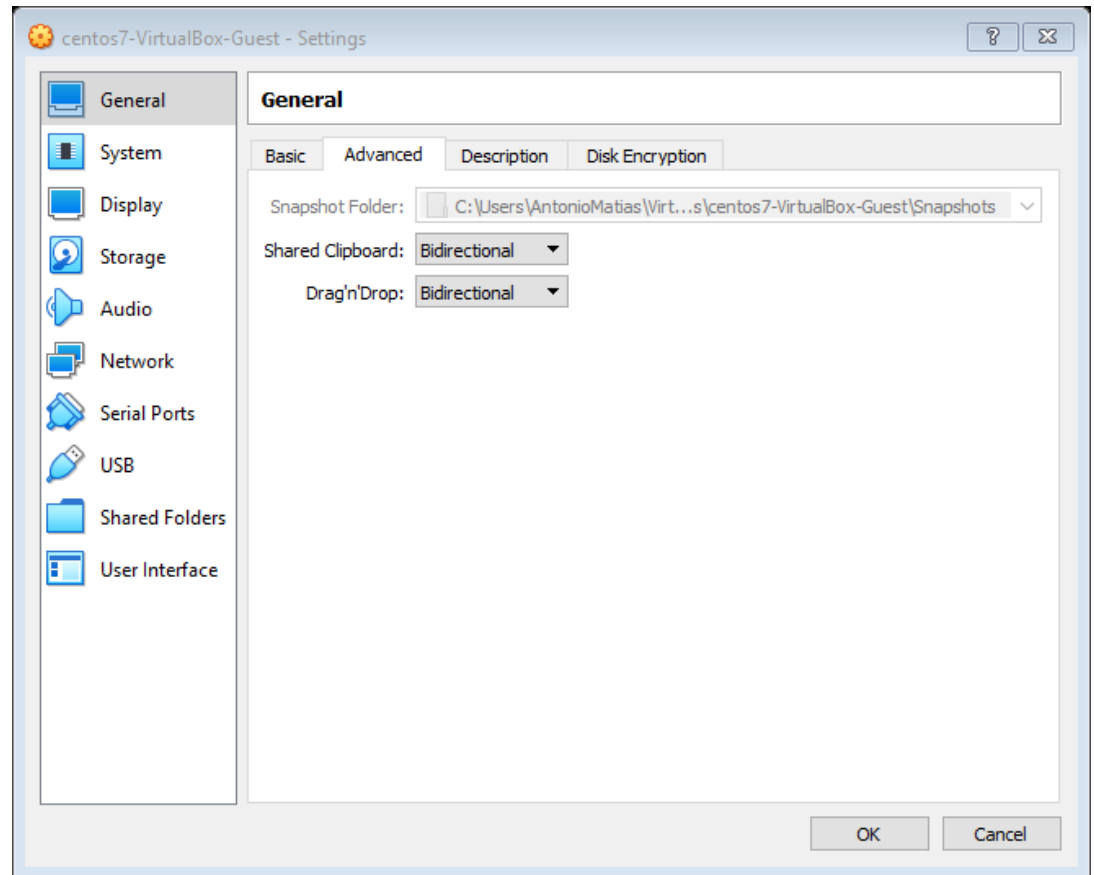 centos7-VirtualBox-Guest - Settings
General
System
Display
Storage
Audio
Network
Serial Ports
USB
Shared Folders
User Interface
General
Basic Advanced Description Disk Encryption
Snapshot Folder: C:\Users\AntonioMatias\Virt...s\centos7-VirtualBox-Guest\Snapshots
Shared Clipboard: Bidirectional
Drag'n'Drop: Bidirectional
OK Cancel